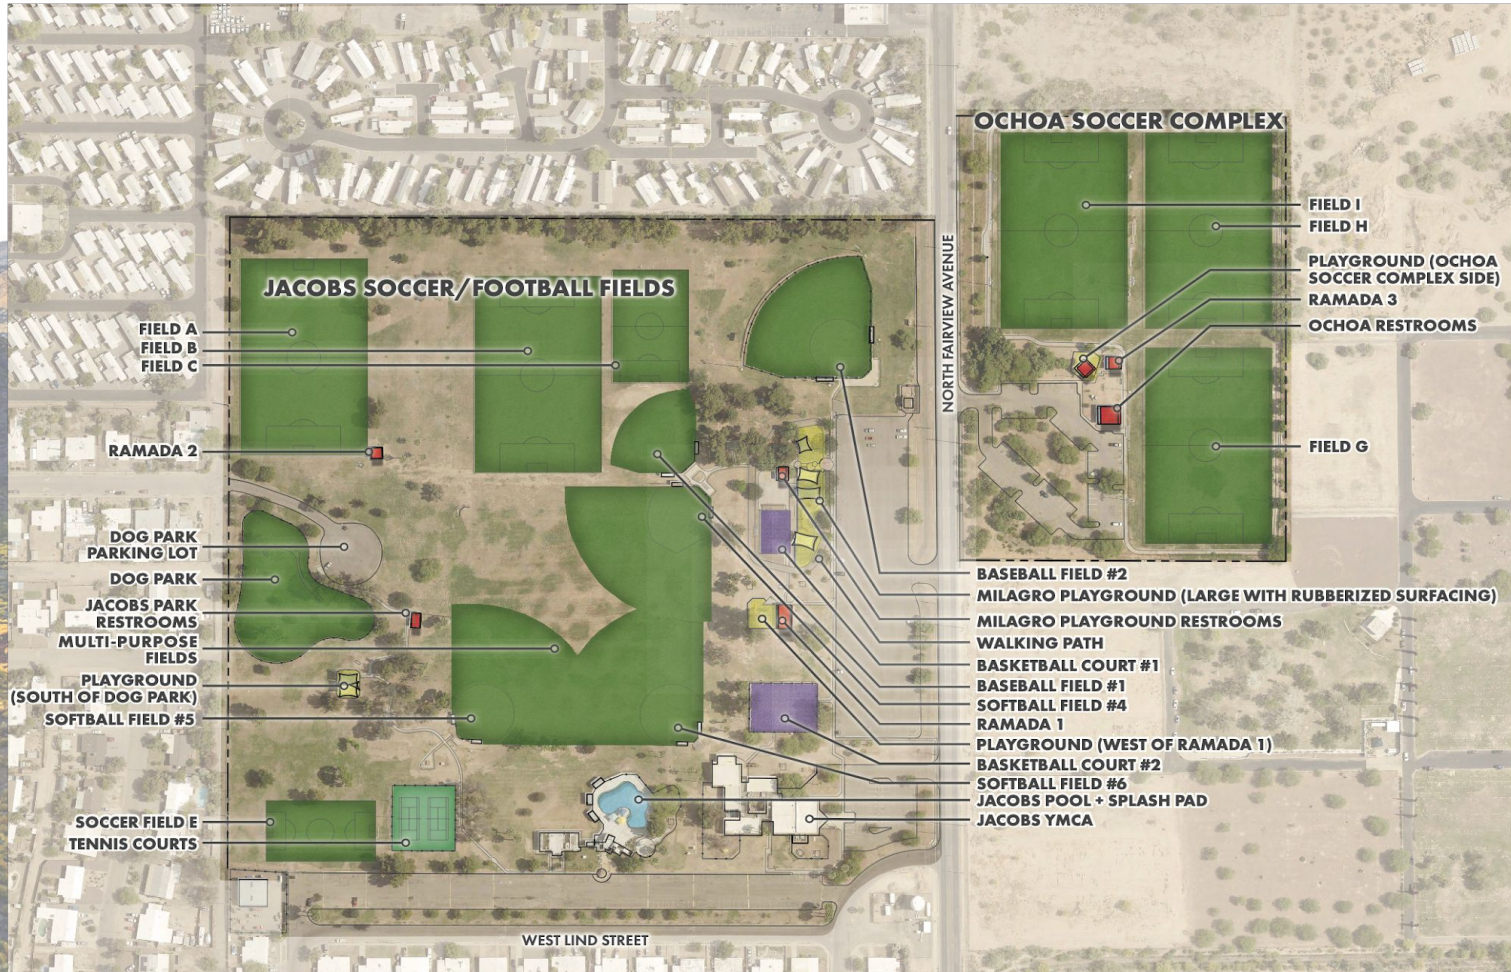 OCHOA SOCCER COMPLEX
JACOBS SOCCER/FOOTBALL FIELDS
FIELD A
FIELD B
FIELD C
RAMADA 2
DOG PARK
PARKING LOT
DOG PARK
JACOBS PARK
RESTROOMS
MULTI-PURPOSE
FIELDS
PLAYGROUND
(SOUTH OF DOG PARK)
SOFTBALL FIELD #5
SOCCER FIELD E
TENNIS COURTS
NORTH FAIRVIEW AVENUE
FIELD I
FIELD H
PLAYGROUND (OCHOA
SOCCER COMPLEX SIDE)
RAMADA 3
OCHOA RESTROOMS
FIELD G
BASEBALL FIELD #2
MILAGRO PLAYGROUND (LARGE WITH RUBBERIZED SURFACING)
MILAGRO PLAYGROUND RESTROOMS
WALKING PATH
BASKETBALL COURT #1
BASEBALL FIELD #1
SOFTBALL FIELD #4
RAMADA 1
PLAYGROUND (WEST OF RAMADA 1)
BASKETBALL COURT #2
SOFTBALL FIELD #6
JACOBS POOL + SPLASH PAD
JACOBS YMCA
WEST LIND STREET